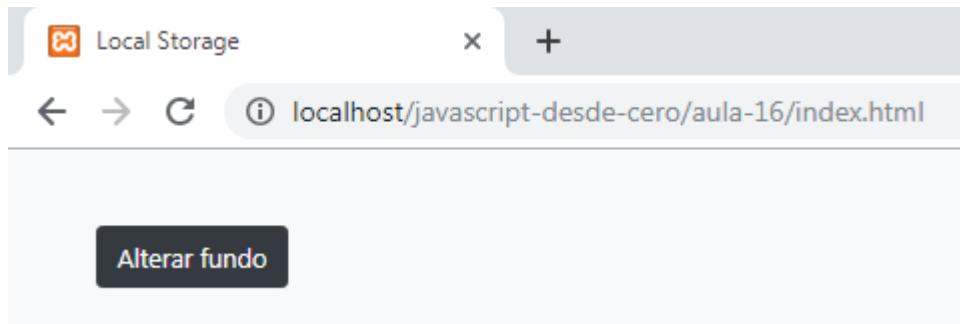 Local Storage
localhost/javascript-desde-cero/aula-16/index.html
Alterar fundo